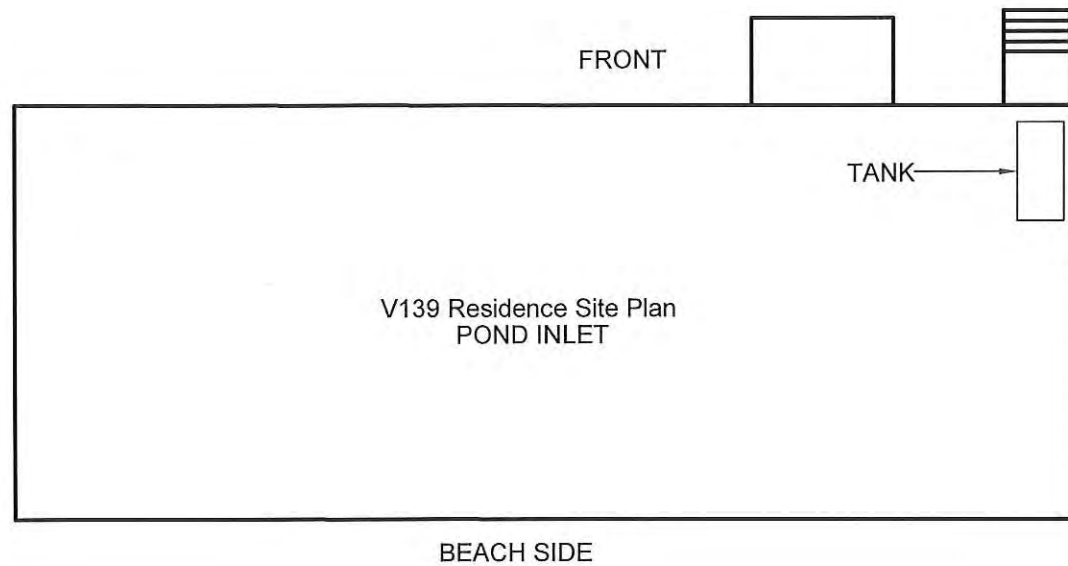 FRONT
TANK
V139 Residence Site Plan
POND INLET
BEACH SIDE